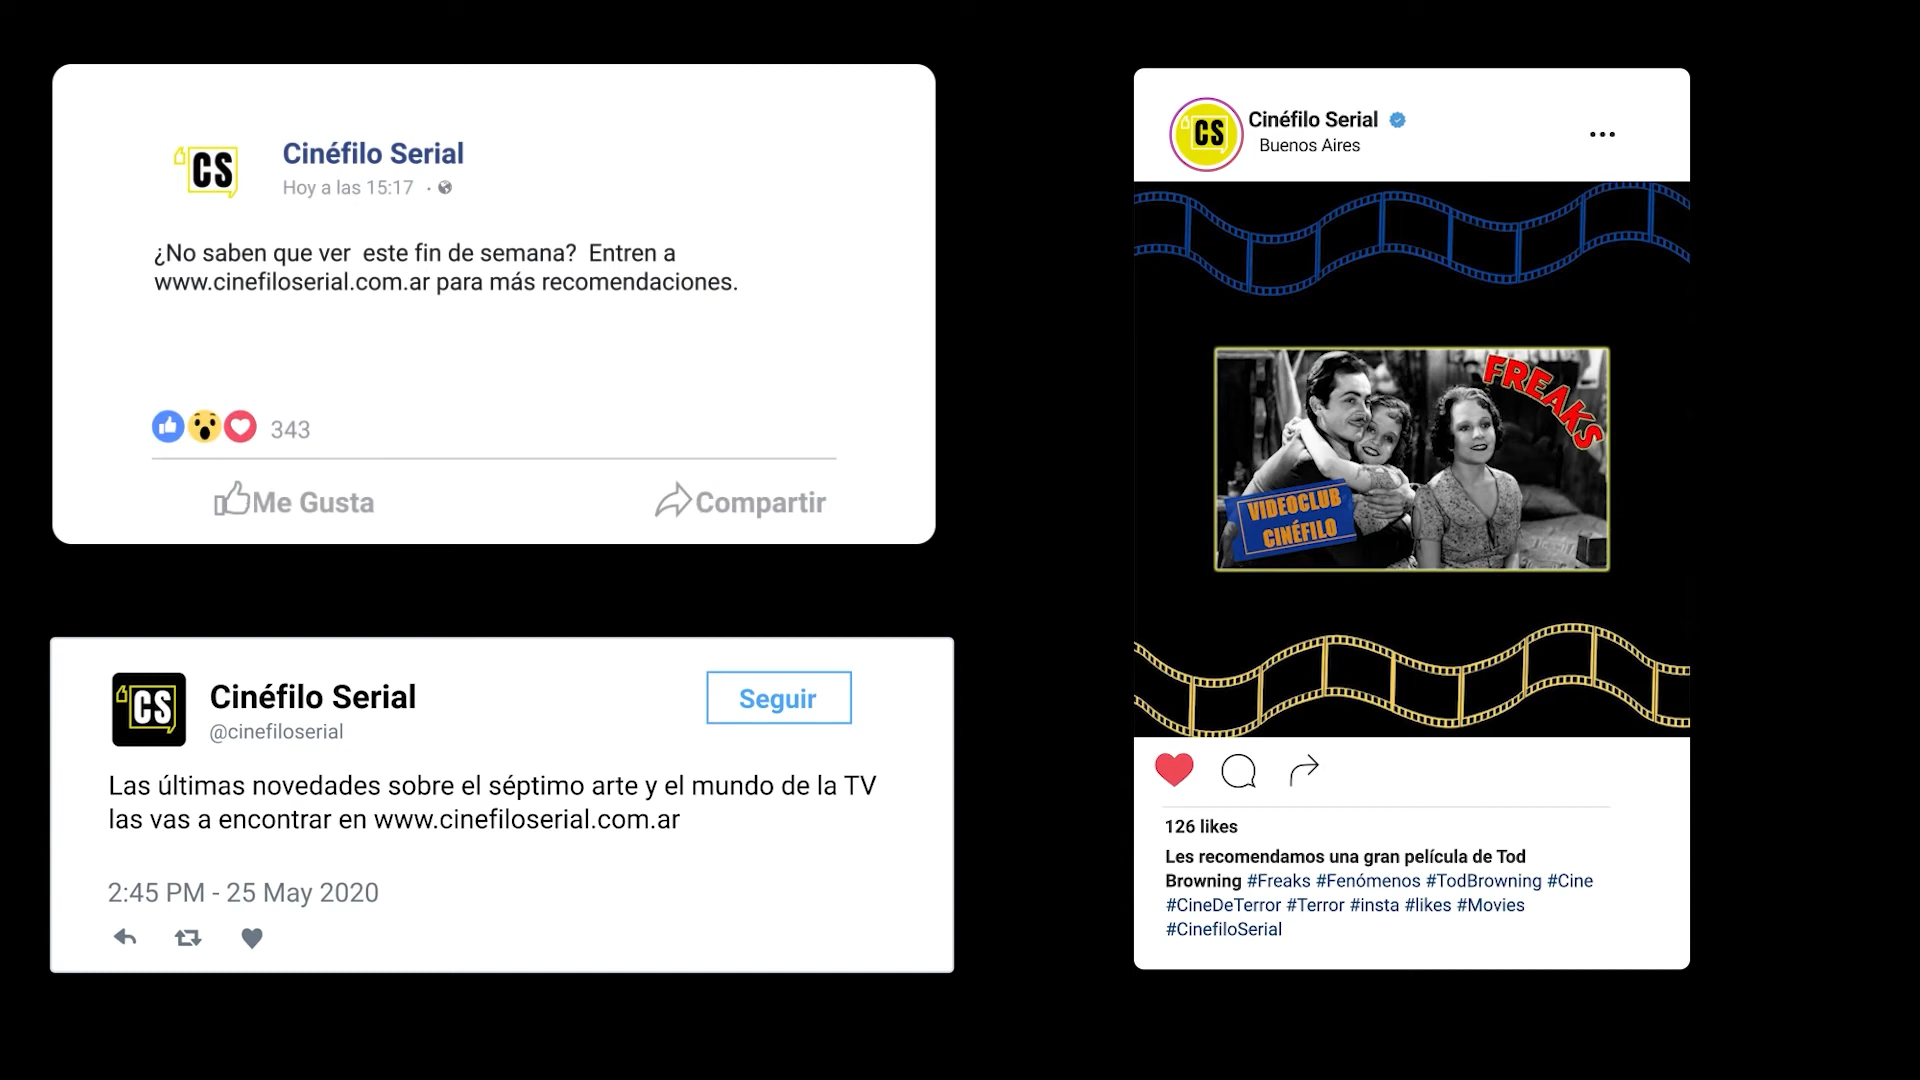 CS
Cinéfilo Serial
Hoy a las 15:17 ·
¿No saben que ver  este fin de semana?  Entren a
www.cinefiloserial.com.ar para más recomendaciones.
343
Me Gusta
Compartir
CS
Cinéfilo Serial
@cinefiloserial
Seguir
Las últimas novedades sobre el séptimo arte y el mundo de la TV
las vas a encontrar en www.cinefiloserial.com.ar
2:45 PM - 25 May 2020
CS
Cinéfilo Serial
Buenos Aires
FREAKS
VIDEOCLUB
CINÉFILO
126 likes
Les recomendamos una gran película de Tod
Browning #Freaks #Fenómenos #TodBrowning #Cine
#CineDeTerror #Terror #insta #likes #Movies
#CinefiloSerial